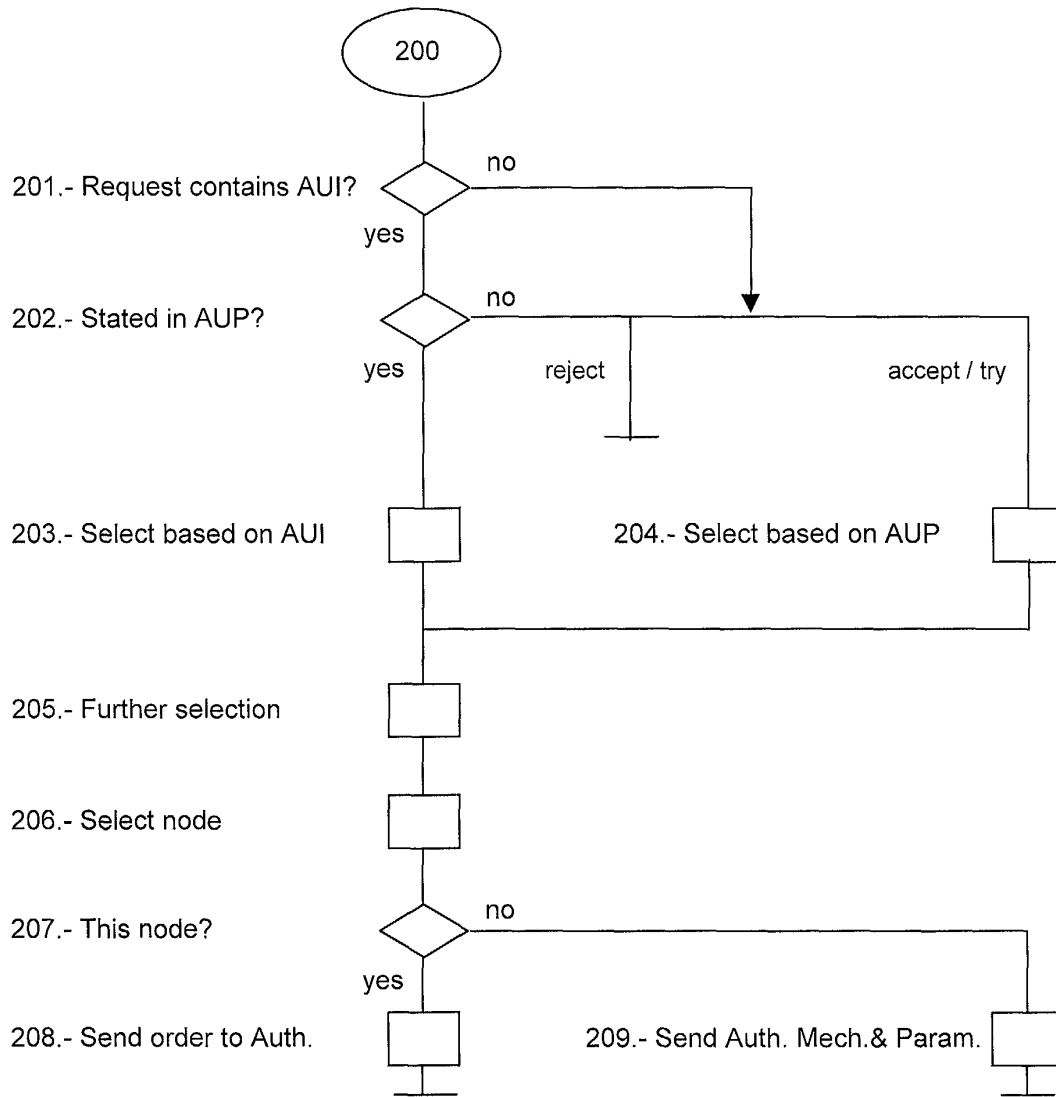 200
201.- Request contains AUI?
no
yes
202.- Stated in AUP?
no
yes
reject
accept / try
203.- Select based on AUI
204.- Select based on AUP
205.- Further selection
206.- Select node
207.- This node?
no
yes
208.- Send order to Auth.
209.- Send Auth. Mech.& Param.